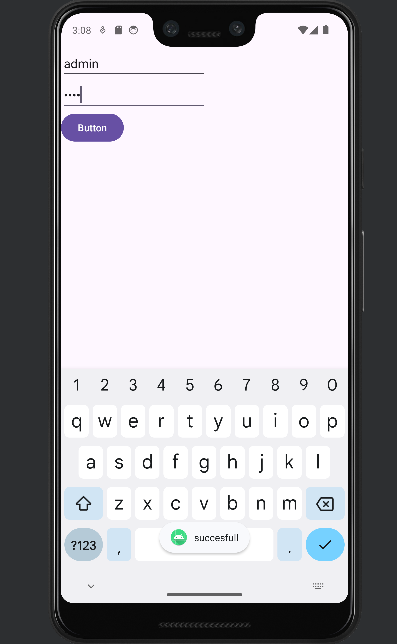 3:08
admin
••••
Button
1 2 3 4 5 6 7 8 9 0
q w e r t y u i o p
a s d f g h j k l
z x c v b n m
?123 , .
succesfull